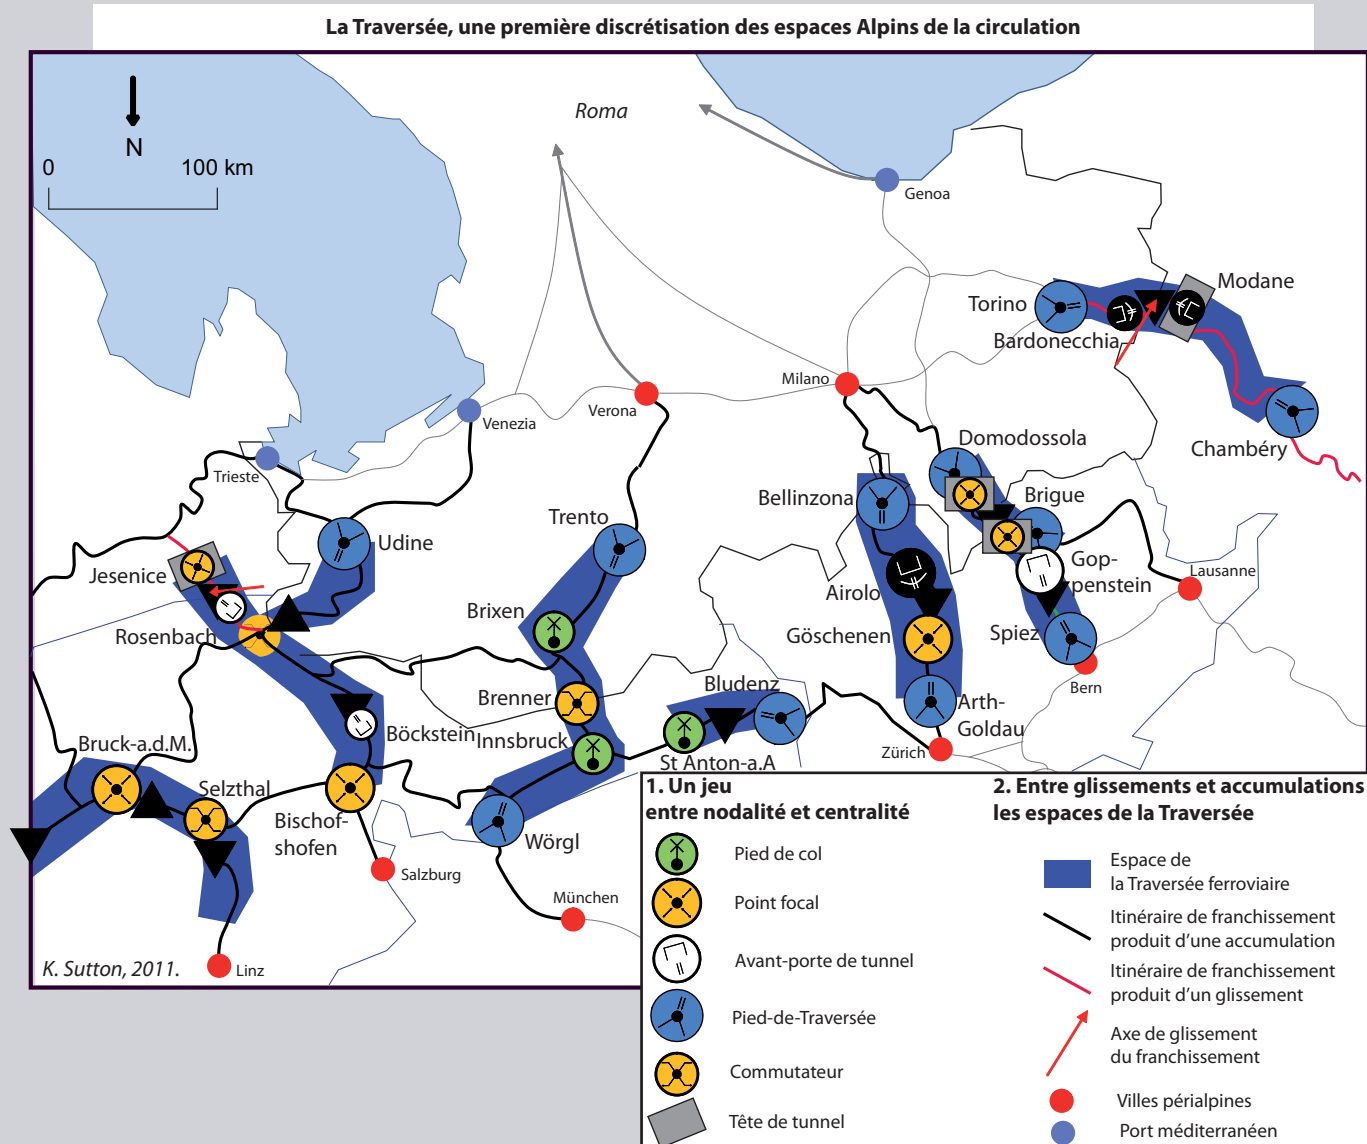 La Traversée, une première discrétisation des espaces Alpins de la circulation
N
0
100 km
Roma
Genoa
Modane
Torino
Bardonecchia
Milano
Verona
Venezia
Chambéry
Domodossola
Trieste
Bellinzona
Brigue
Trento
Udine
Jesenice
Gop-
penstein
Lausanne
Airolo
Brixen
Rosenbach
Göschenen
Spiez
Bern
Brenner
Bludenz
Arth-
Goldau
Böckstein
Innsbruck
Zürich
Bruck-a.d.M.
St Anton-a.A
Selzthal
Bischof-
shofen
Wörgl
Salzburg
München
K. Sutton, 2011.
Linz
1. Un jeu
entre nodalité et centralité
Pied de col
Point focal
Avant-porte de tunnel
Pied-de-Traversée
Commutateur
Tête de tunnel
2. Entre glissements et accumulations
les espaces de la Traversée
Espace de
la Traversée ferroviaire
Itinéraire de franchissement
produit d'une accumulation
Itinéraire de franchissement
produit d'un glissement
Axe de glissement
du franchissement
Villes périalpines
Port méditerranéen